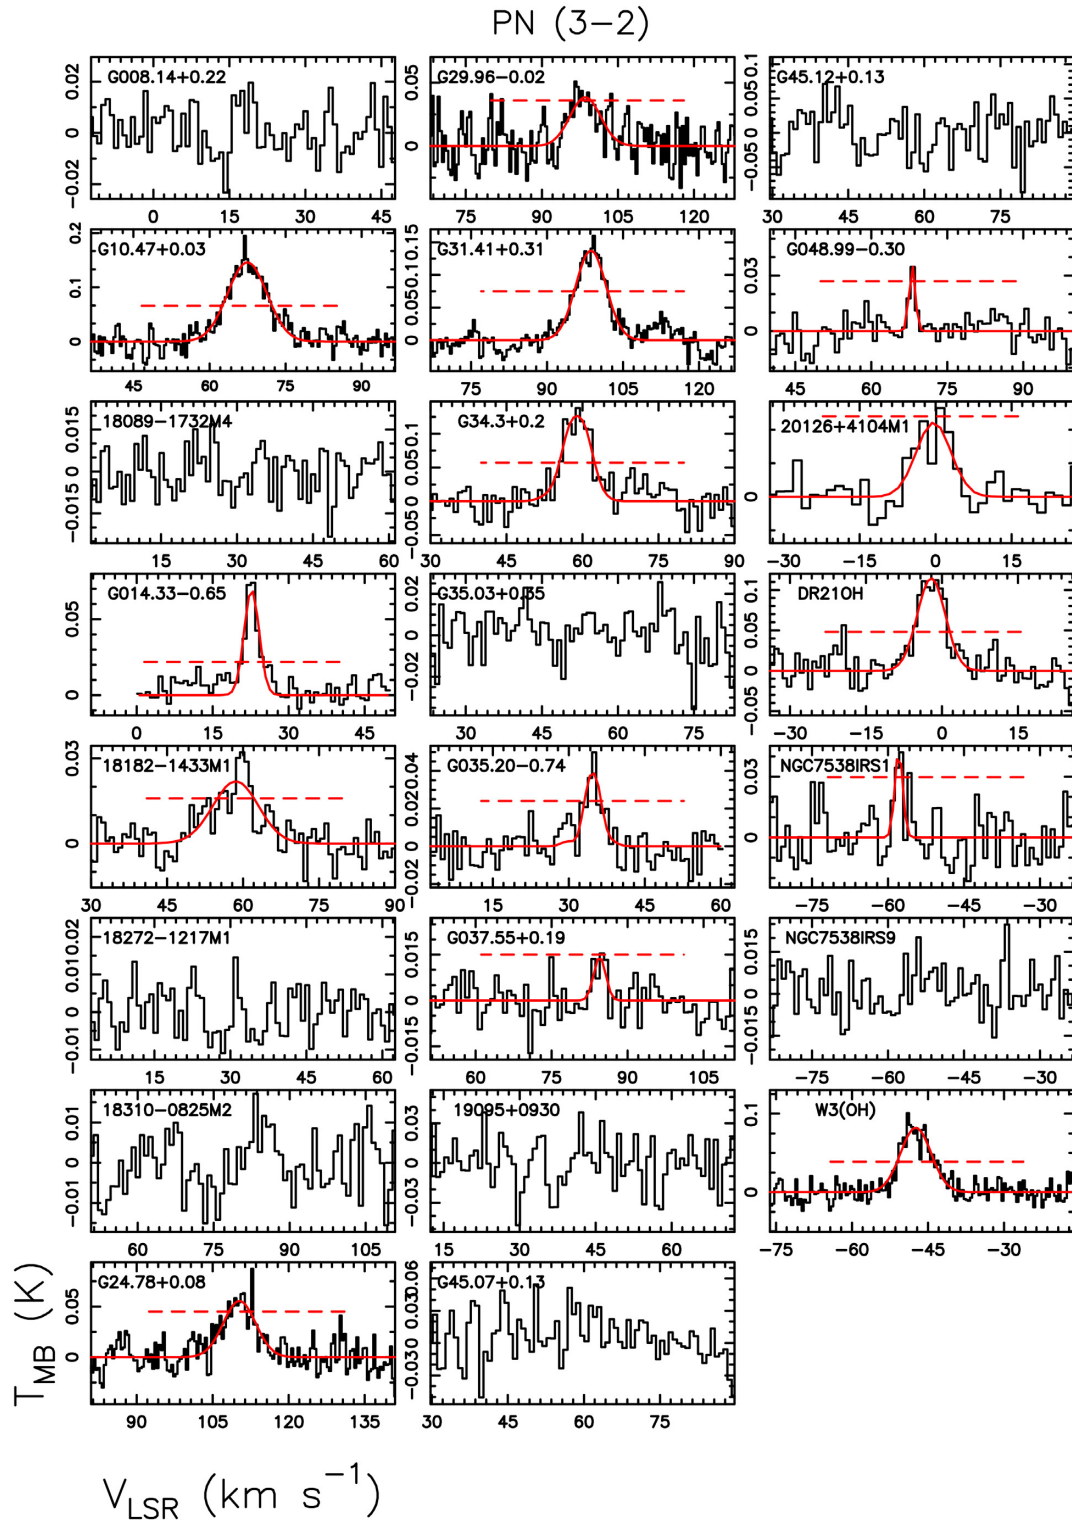 PN (3−2)
G008.14+0.22
0.02
0
−0.02
0 15 30 45
G29.96−0.02
0.05
0
75 90 105 120
G45.12+0.13
0.1
0.05
0
−0.05
30 45 60 75
G10.47+0.03
0.2
0.1
0
45 60 75 90
G31.41+0.31
0.15
0.1
0.05
0
75 90 105 120
G048.99−0.30
0.03
0
45 60 75 90
18089−1732M4
0.015
0
−0.015
15 30 45 60
G34.3+0.2
0.1
0.05
0
−0.05
30 45 60 75 90
20126+4104M1
0
−30 −15 0 15
G014.33−0.65
0.05
0
0 15 30 45
G35.03+0.35
0.02
0
−0.02
30 45 60 75
DR21OH
0.1
0.05
0
−0.05
−30 −15 0 15
18182−1433M1
0.03
0
30 45 60 75 90
G035.20−0.74
0.04
0.02
0
−0.02
15 30 45 60
NGC7538IRS1
0.03
0
−75 −60 −45 −30
18272−1217M1
0.02
0.01
0
−0.01
15 30 45 60
G037.55+0.19
0.015
0
−0.015
60 75 90 105
NGC7538IRS9
0.015
0
−0.015
−75 −60 −45 −30
18310−0825M2
0.01
0
−0.01
60 75 90 105
19095+0930
0.03
0
−0.03
15 30 45 60
W3(OH)
0.1
0
−75 −60 −45 −30
G24.78+0.08
0.05
0
90 105 120 135
G45.07+0.13
0.06
0.03
0
−0.03
30 45 60 75
T_MB (K)
V_LSR (km s⁻¹)